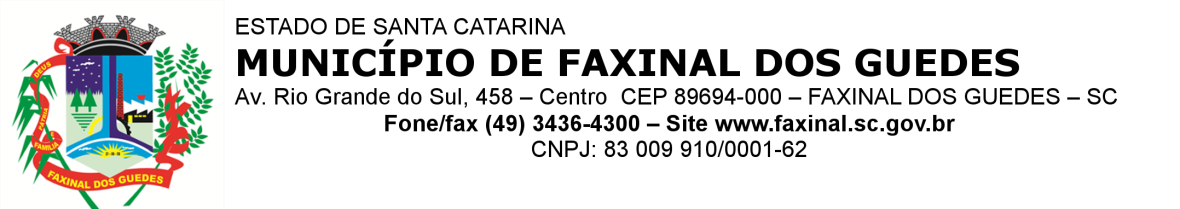 ESTADO DE SANTA CATARINA
MUNICÍPIO DE FAXINAL DOS GUEDES
Av. Rio Grande do Sul, 458 – Centro CEP 89694-000 – FAXINAL DOS GUEDES – SC
Fone/fax (49) 3436-4300 – Site www.faxinal.sc.gov.br
CNPJ: 83 009 910/0001-62
DEUS
PÁTRIA
FAMÍLIA
FAXINAL DOS GUEDES